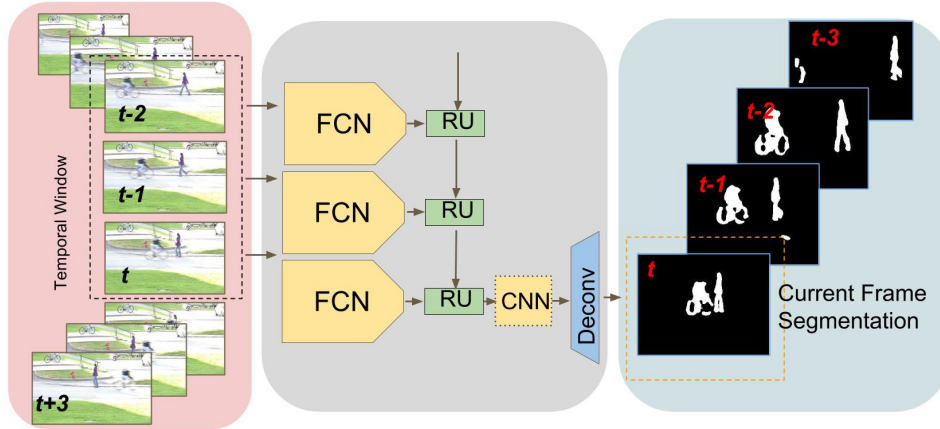 Temporal Window
t-2
t-1
t
t+3
FCN
RU
FCN
RU
FCN
RU
CNN
Deconv
t-3
t-2
t-1
t
Current Frame
Segmentation